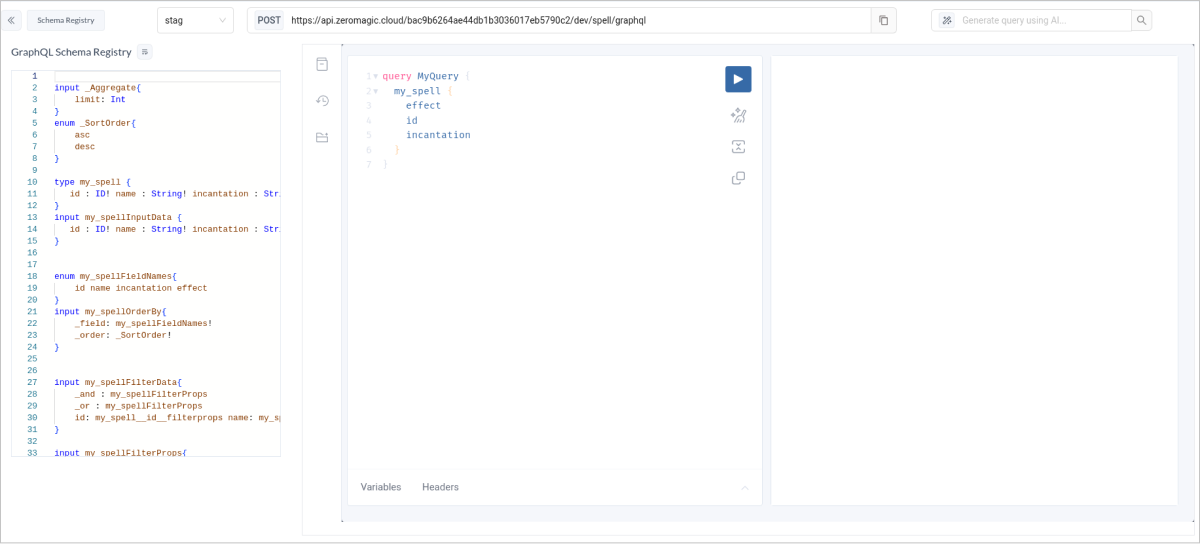 Schema Registry
stag
POST https://api.zeromagic.cloud/bac9b6264ae44db1b3036017eb5790c2/dev/spell/graphql
Generate query using AI...
GraphQL Schema Registry
1
2 input _Aggregate{
3 limit: Int
4 }
5 enum _SortOrder{
6 asc
7 desc
8 }
9
10 type my_spell {
11 id : ID! name : String! incantation : Stri
12 }
13 input my_spellInputData {
14 id : ID! name : String! incantation : Stri
15 }
16
17
18 enum my_spellFieldNames{
19 id name incantation effect
20 }
21 input my_spellOrderBy{
22 _field: my_spellFieldNames!
23 _order: _SortOrder!
24 }
25
26
27 input my_spellFilterData{
28 _and : my_spellFilterProps
29 _or : my_spellFilterProps
30 id: my_spell__id__filterprops name: my_sp
31 }
32
33 input my_spellFilterProps{
1 query MyQuery {
2 my_spell {
3 effect
4 id
5 incantation
6 }
7 }
Variables Headers